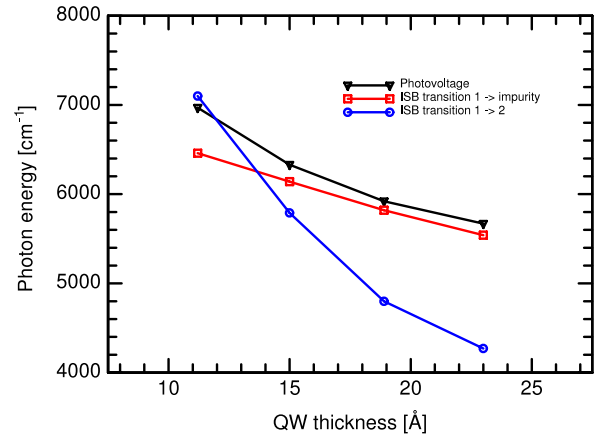 8000
7000
6000
5000
4000
Photon energy [cm⁻¹]
Photovoltage
ISB transition 1 -> impurity
ISB transition 1 -> 2
10 15 20 25
QW thickness [Å]